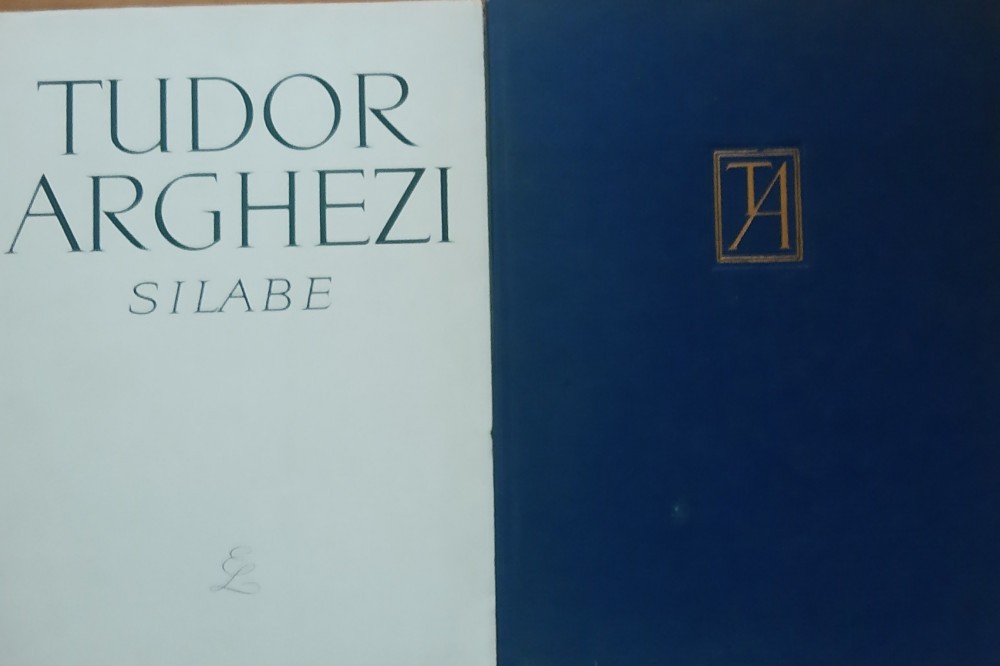 TUDOR
ARGHEZI
SILABE
EL
TA